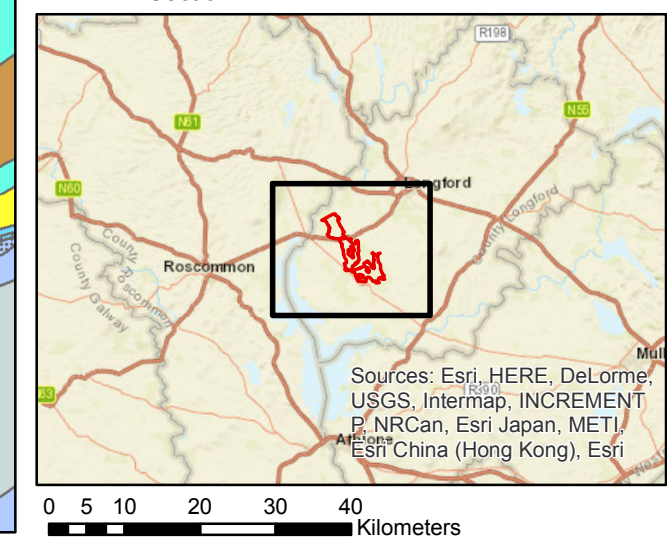 R198
N61
N55
N60
Longford
County Longford
County
Roscommon
County Galway
Roscommon
Mul
63
R390
Athlone
Sources: Esri, HERE, DeLorme,
USGS, Intermap, INCREMENT
P, NRCan, Esri Japan, METI,
Esri China (Hong Kong), Esri
0 5 10 20 30 40
Kilometers